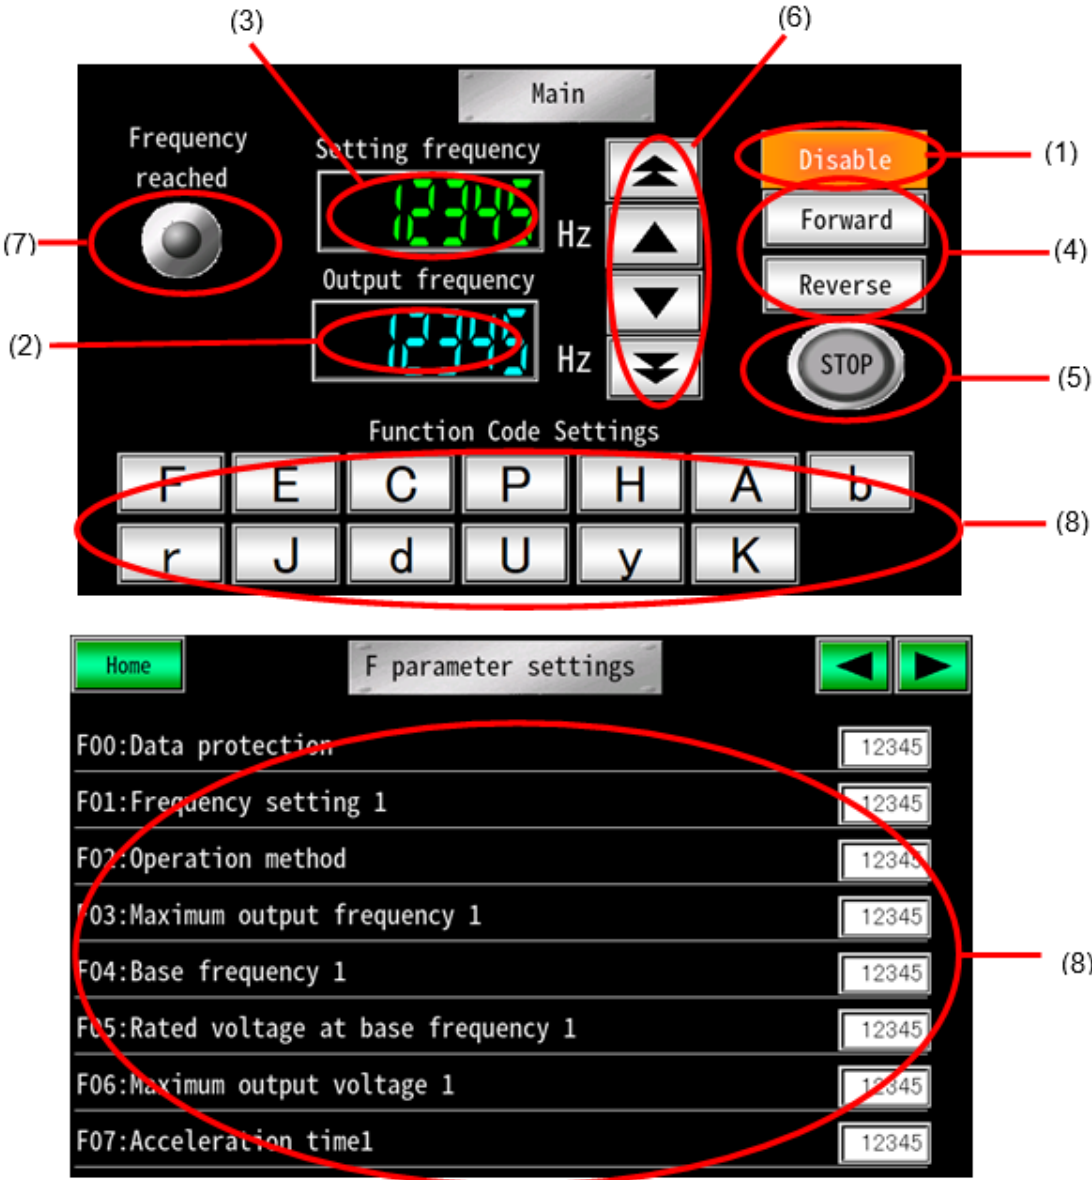 (3)
(6)
Main
Frequency
reached
Setting frequency
12345
Hz
Disable
(1)
Forward
(7)
(4)
Output frequency
Reverse
(2)
12345
Hz
STOP
(5)
Function Code Settings
F E C P H A b
(8)
r J d U y K
Home
F parameter settings
F00:Data protection 12345
F01:Frequency setting 1 12345
F02:Operation method 12345
F03:Maximum output frequency 1 12345
F04:Base frequency 1 12345
(8)
F05:Rated voltage at base frequency 1 12345
F06:Maximum output voltage 1 12345
F07:Acceleration time1 12345